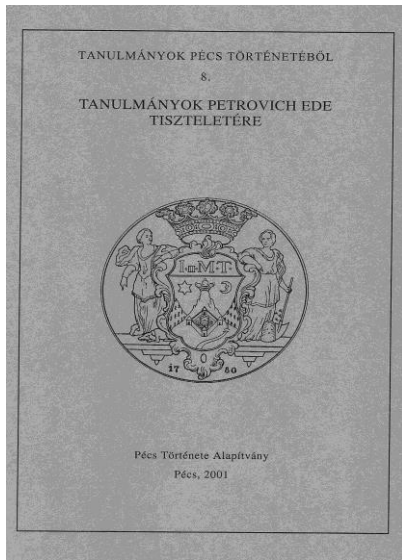 TANULMÁNYOK PÉCS TÖRTÉNETÉBŐL
8.
TANULMÁNYOK PETROVICH EDE
TISZTELETÉRE
I.M.T.
17 80
Pécs Története Alapítvány
Pécs, 2001